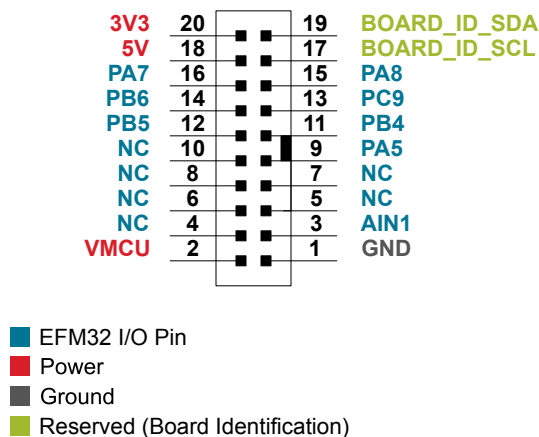 3V3 20 19 BOARD_ID_SDA
5V 18 17 BOARD_ID_SCL
PA7 16 15 PA8
PB6 14 13 PC9
PB5 12 11 PB4
NC 10 9 PA5
NC 8 7 NC
NC 6 5 NC
NC 4 3 AIN1
VMCU 2 1 GND
EFM32 I/O Pin
Power
Ground
Reserved (Board Identification)